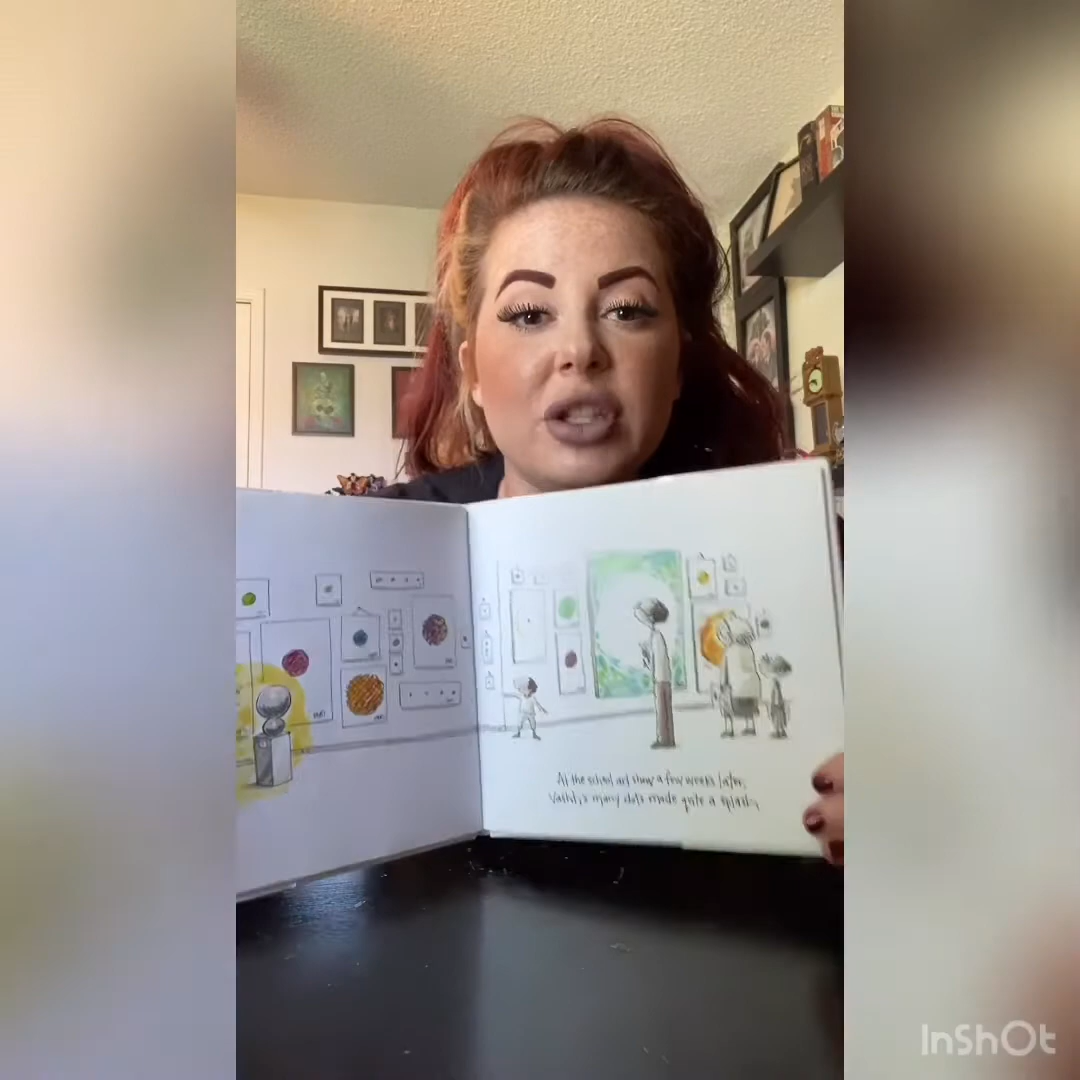 At the school art show a few weeks later,
Vashti's many dots made quite a splash.
InShOt